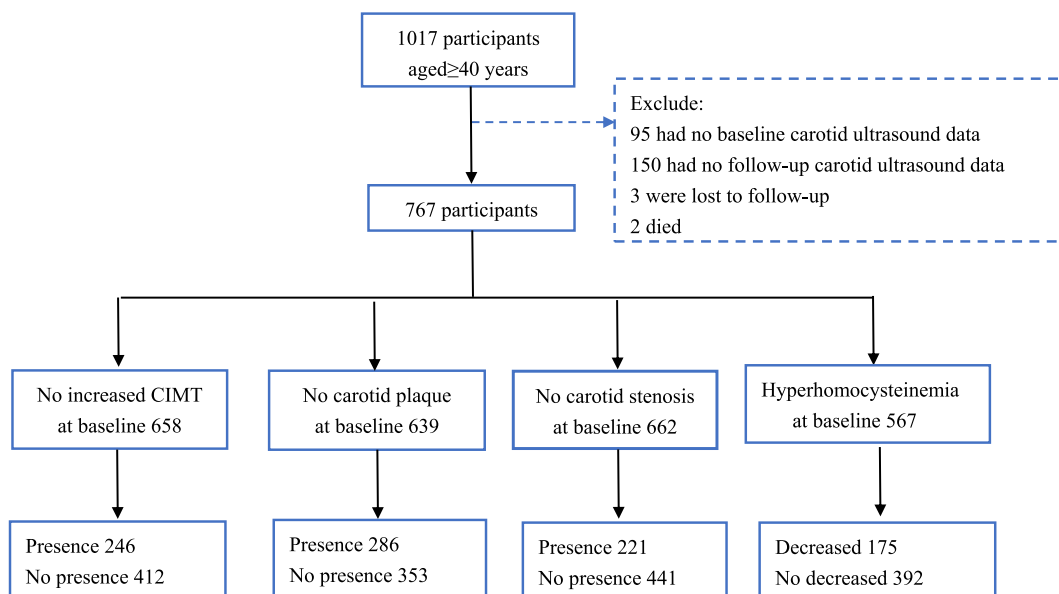 1017 participants
aged≥40 years
Exclude:
95 had no baseline carotid ultrasound data
150 had no follow-up carotid ultrasound data
3 were lost to follow-up
2 died
767 participants
No increased CIMT
at baseline 658
No carotid plaque
at baseline 639
No carotid stenosis
at baseline 662
Hyperhomocysteinemia
at baseline 567
Presence 246
No presence 412
Presence 286
No presence 353
Presence 221
No presence 441
Decreased 175
No decreased 392